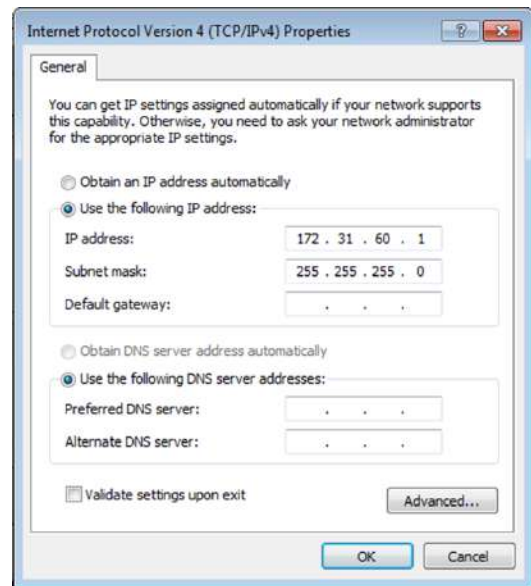 Internet Protocol Version 4 (TCP/IPv4) Properties
General
You can get IP settings assigned automatically if your network supports
this capability. Otherwise, you need to ask your network administrator
for the appropriate IP settings.
Obtain an IP address automatically
Use the following IP address:
IP address: 172 . 31 . 60 . 1
Subnet mask: 255 . 255 . 255 . 0
Default gateway: . . .
Obtain DNS server address automatically
Use the following DNS server addresses:
Preferred DNS server: . . .
Alternate DNS server: . . .
Validate settings upon exit
Advanced...
OK Cancel